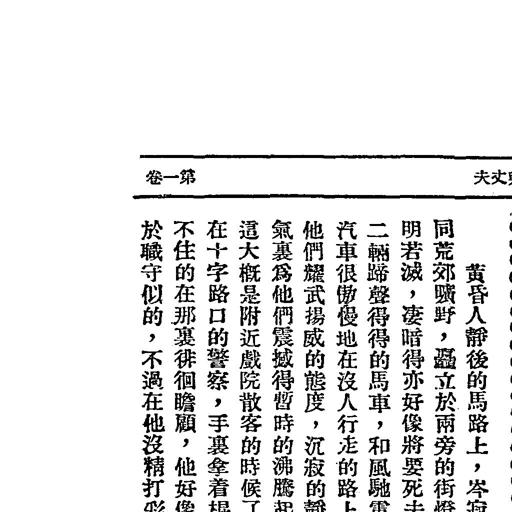 第一卷
丈夫
黃昏人靜後的馬路上，岑寂
同荒郊曠野，矗立於兩旁的街燈
明若滅，凄暗得亦好像將要死去
二輛蹄聲得得的馬車，和風馳電
汽車很傲慢地在沒人行走的路上
他們耀武揚威的態度，沉寂的靜
氣裏爲他們震撼得暫時的沸騰起
這大概是附近戲院散客的時候了
在十字路口的警察，手裏拿着棍
不住的在那裏徘徊瞻顧，他好像
於職守似的，不過在他沒精打彩